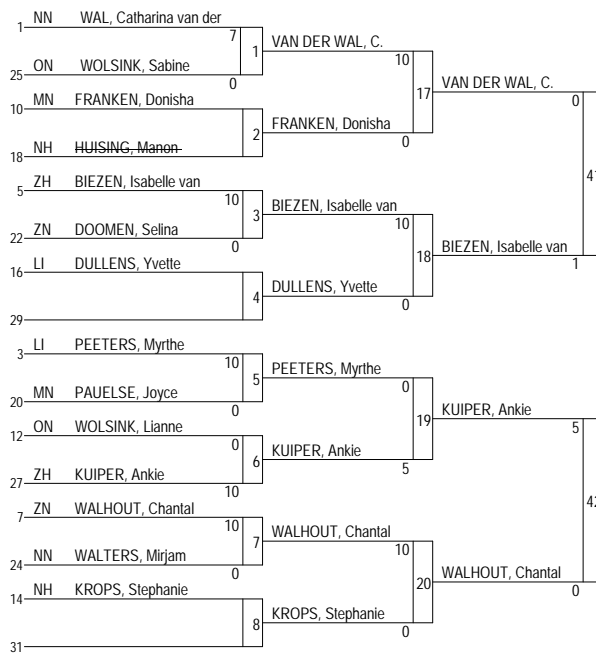 1 NN WAL, Catharina van der
7
1 VAN DER WAL, C.
10
25 ON WOLSINK, Sabine
0
17 VAN DER WAL, C.
0
10 MN FRANKEN, Donisha
2 FRANKEN, Donisha
0
18 NH HUISING, Manon
41
5 ZH BIEZEN, Isabelle van
10
3 BIEZEN, Isabelle van
10
22 ZN DOOMEN, Selina
0
18 BIEZEN, Isabelle van
1
16 LI DULLENS, Yvette
4 DULLENS, Yvette
0
29
3 LI PEETERS, Myrthe
10
5 PEETERS, Myrthe
0
20 MN PAUELSE, Joyce
0
19 KUIPER, Ankie
5
12 ON WOLSINK, Lianne
0
6 KUIPER, Ankie
5
27 ZH KUIPER, Ankie
10
42
7 ZN WALHOUT, Chantal
10
7 WALHOUT, Chantal
10
24 NN WALTERS, Mirjam
0
20 WALHOUT, Chantal
0
14 NH KROPS, Stephanie
8 KROPS, Stephanie
0
31